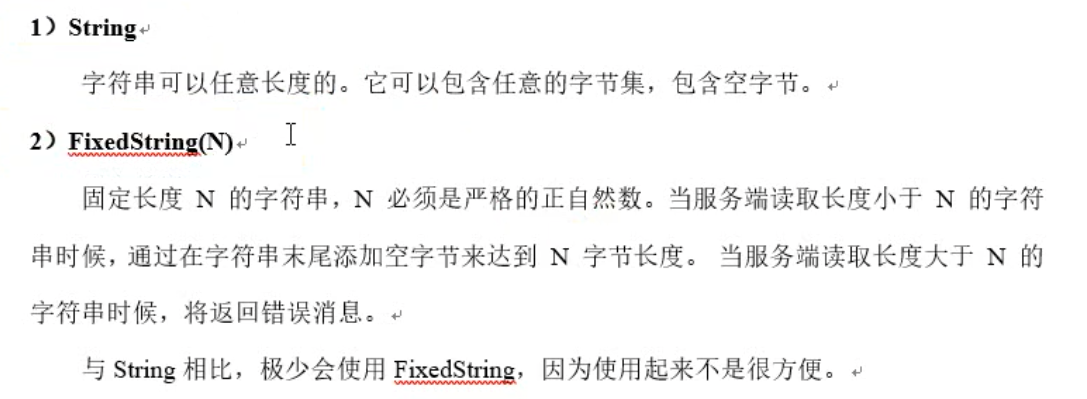 1）String
字符串可以任意长度的。它可以包含任意的字节集，包含空字节。
2）FixedString(N)
固定长度 N 的字符串，N 必须是严格的正自然数。当服务端读取长度小于 N 的字符
串时候，通过在字符串末尾添加空字节来达到 N 字节长度。 当服务端读取长度大于 N 的
字符串时候，将返回错误消息。
与 String 相比，极少会使用 FixedString，因为使用起来不是很方便。